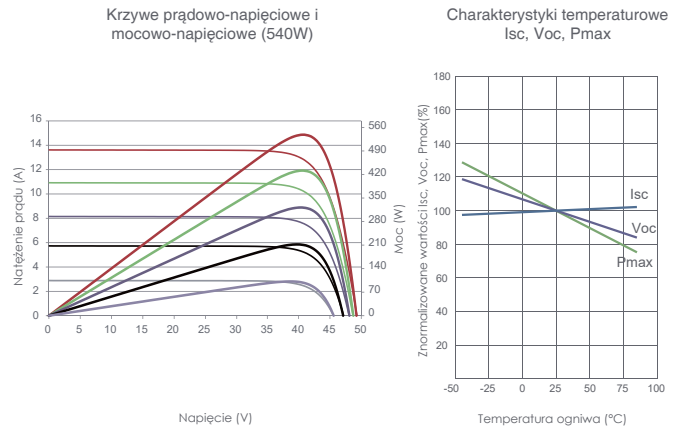 Krzywe prądowo-napięciowe i
mocowo-napięciowe (540W)
Natężenie prądu (A)
16
14
12
10
8
6
4
2
0
0 5 10 15 20 25 30 35 40 45 50
560
490
420
350
280
210
140
70
0
Moc (W)
Napięcie (V)
Charakterystyki temperaturowe
Isc, Voc, Pmax
Znormalizowane wartości Isc, Voc, Pmax(%)
180
160
140
120
100
80
60
40
20
Isc
Voc
Pmax
-50 -25 0 25 50 75 100
Temperatura ogniwa (°C)